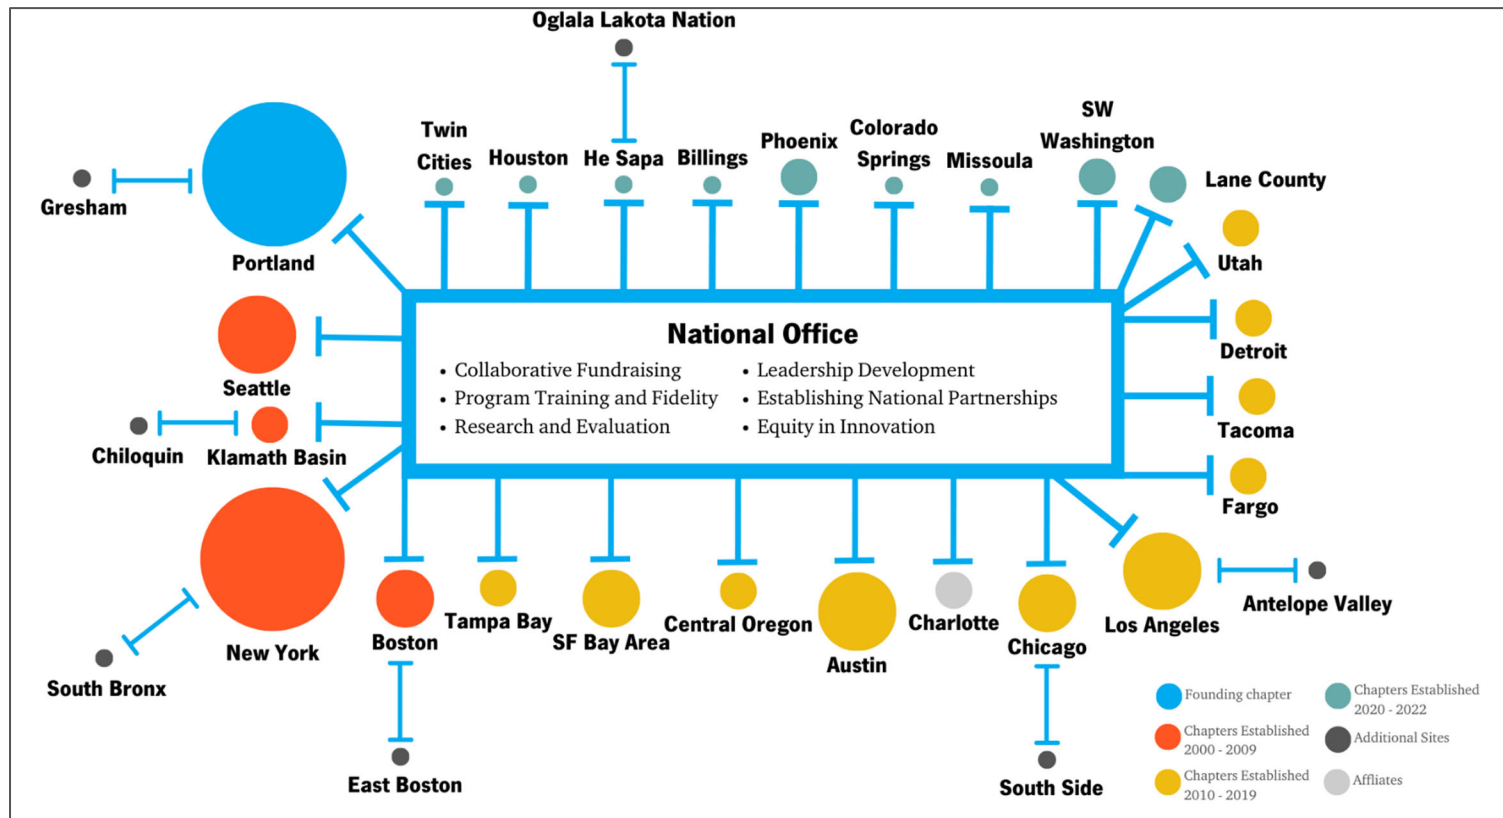 Oglala Lakota Nation
Twin
Cities
Houston
He Sapa
Billings
Phoenix
Colorado
Springs
Missoula
SW
Washington
Lane County
Gresham
Portland
Utah
Seattle
Detroit
Chiloquin
Klamath Basin
Tacoma
Fargo
National Office
• Collaborative Fundraising
• Program Training and Fidelity
• Research and Evaluation
• Leadership Development
• Establishing National Partnerships
• Equity in Innovation
New York
South Bronx
Boston
Tampa Bay
SF Bay Area
Central Oregon
Austin
Charlotte
Chicago
Los Angeles
Antelope Valley
East Boston
South Side
Founding chapter
Chapters Established
2000 - 2009
Chapters Established
2010 - 2019
Chapters Established
2020 - 2022
Additional Sites
Affliates